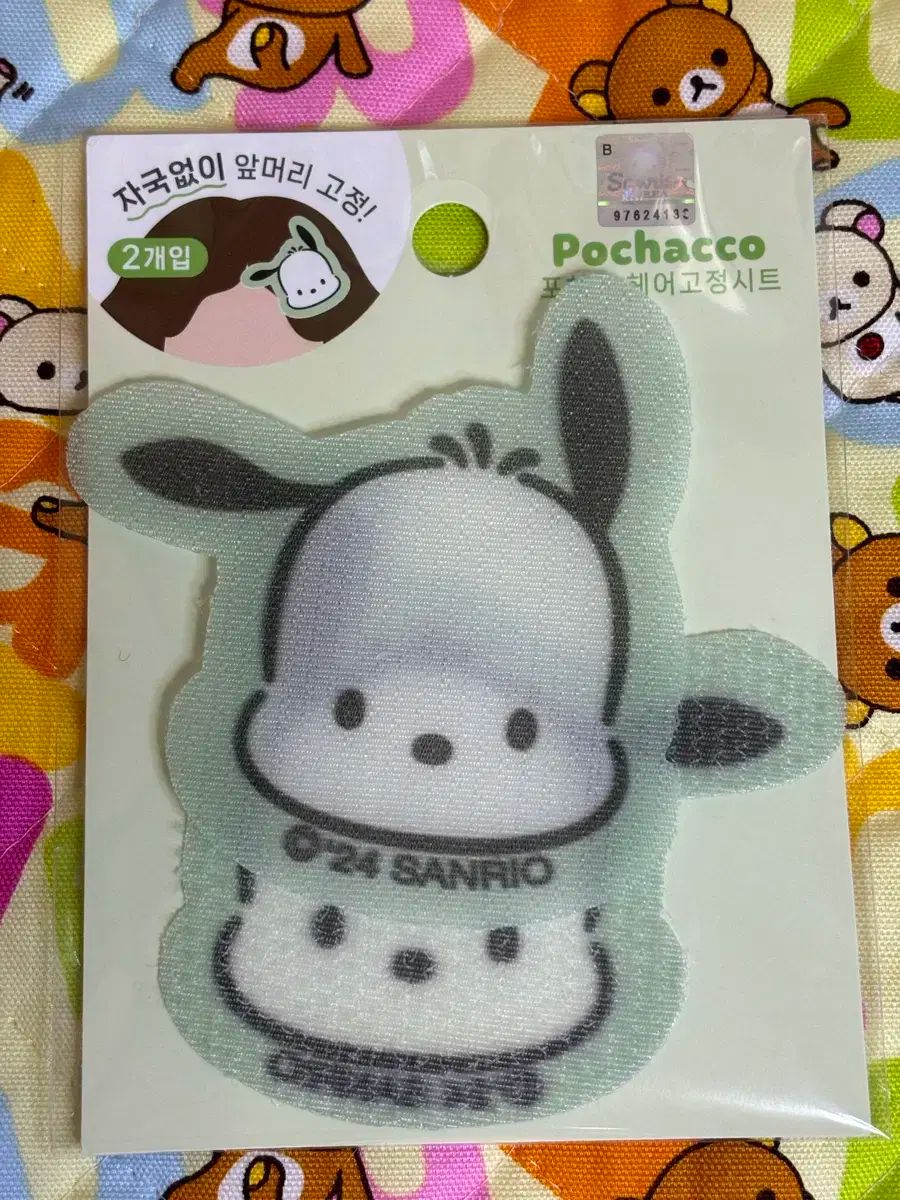 자국없이 앞머리 고정!
2개입
B
97624133
Pochacco
헤어고정시트
©'24 SANRIO